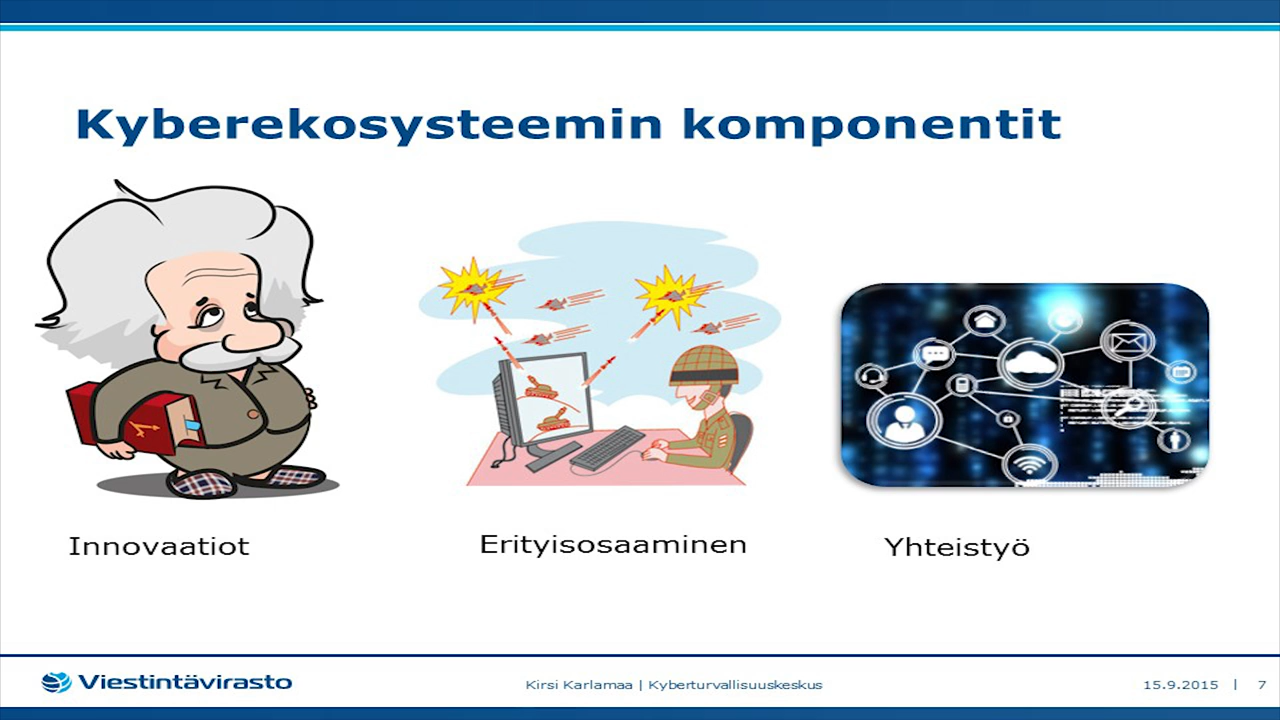 Kyberekosysteemin komponentit
Innovaatiot
Erityisosaaminen
Yhteistyö
Viestintävirasto
Kirsi Karlamaa | Kyberturvallisuuskeskus
15.9.2015 | 7